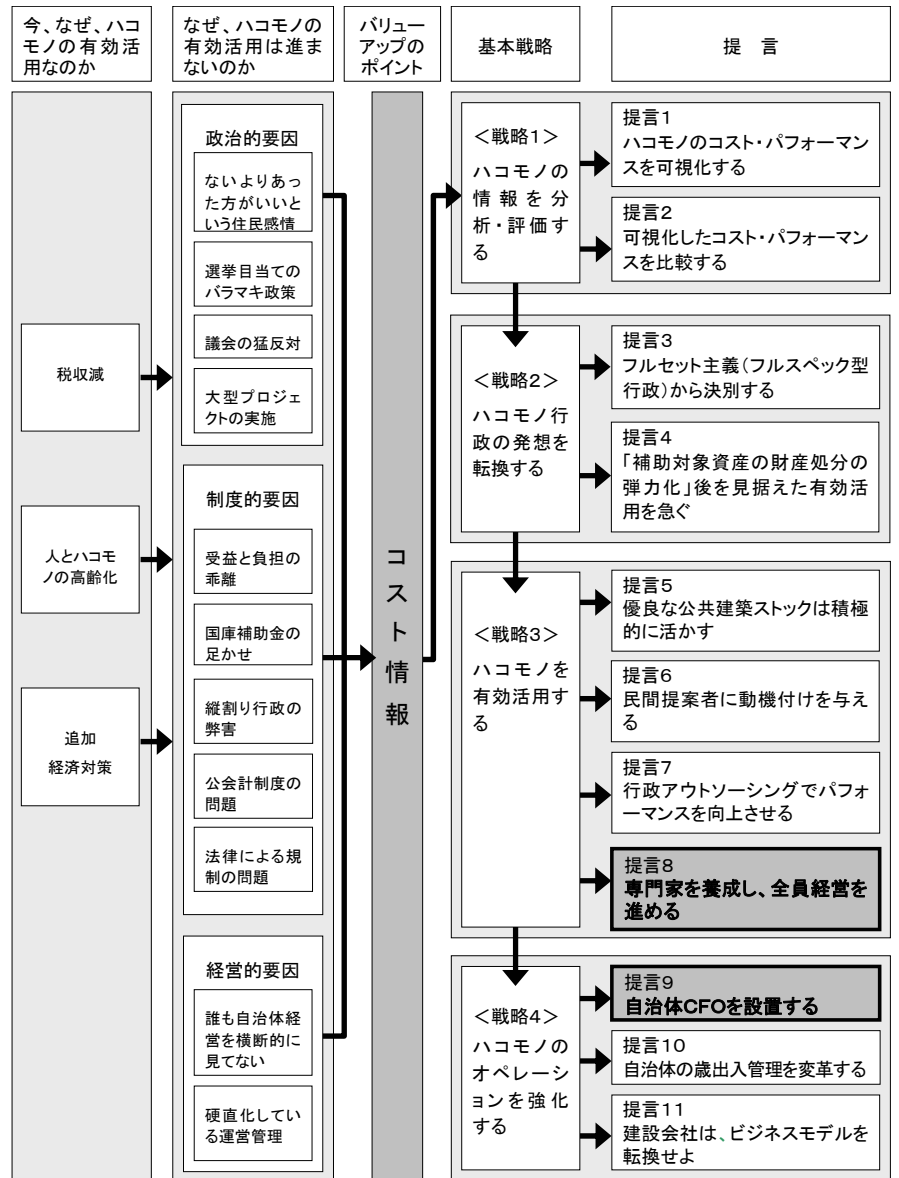 今、なぜ、ハコ
モノの有効活
用なのか
なぜ、ハコモノの
有効活用は進ま
ないのか
バリュー
アップの
ポイント
基本戦略
提 言
税収減
人とハコモ
ノの高齢化
追加
経済対策
政治的要因
ないよりあっ
た方がいいと
いう住民感情
選挙目当ての
バラマキ政策
議会の猛反対
大型プロジェ
クトの実施
制度的要因
受益と負担の
乖離
国庫補助金の
足かせ
縦割り行政の
弊害
公会計制度の
問題
法律による規
制の問題
経営的要因
誰も自治体経
営を横断的に
見てない
硬直化してい
る運営管理
コスト情報
<戦略1>
ハコモノの
情報を分
析・評価す
る
提言1
ハコモノのコスト・パフォーマン
スを可視化する
提言2
可視化したコスト・パフォーマン
スを比較する
<戦略2>
ハコモノ行
政の発想を
転換する
提言3
フルセット主義(フルスペック型
行政)から決別する
提言4
「補助対象資産の財産処分の
弾力化」後を見据えた有効活
用を急ぐ
<戦略3>
ハコモノを
有効活用す
る
提言5
優良な公共建築ストックは積極
的に活かす
提言6
民間提案者に動機付けを与え
る
提言7
行政アウトソーシングでパフォ
ーマンスを向上させる
提言8
専門家を養成し、全員経営を
進める
<戦略4>
ハコモノの
オペレーシ
ョンを強化
する
提言9
自治体CFOを設置する
提言10
自治体の歳出入管理を変革する
提言11
建設会社は、ビジネスモデルを
転換せよ